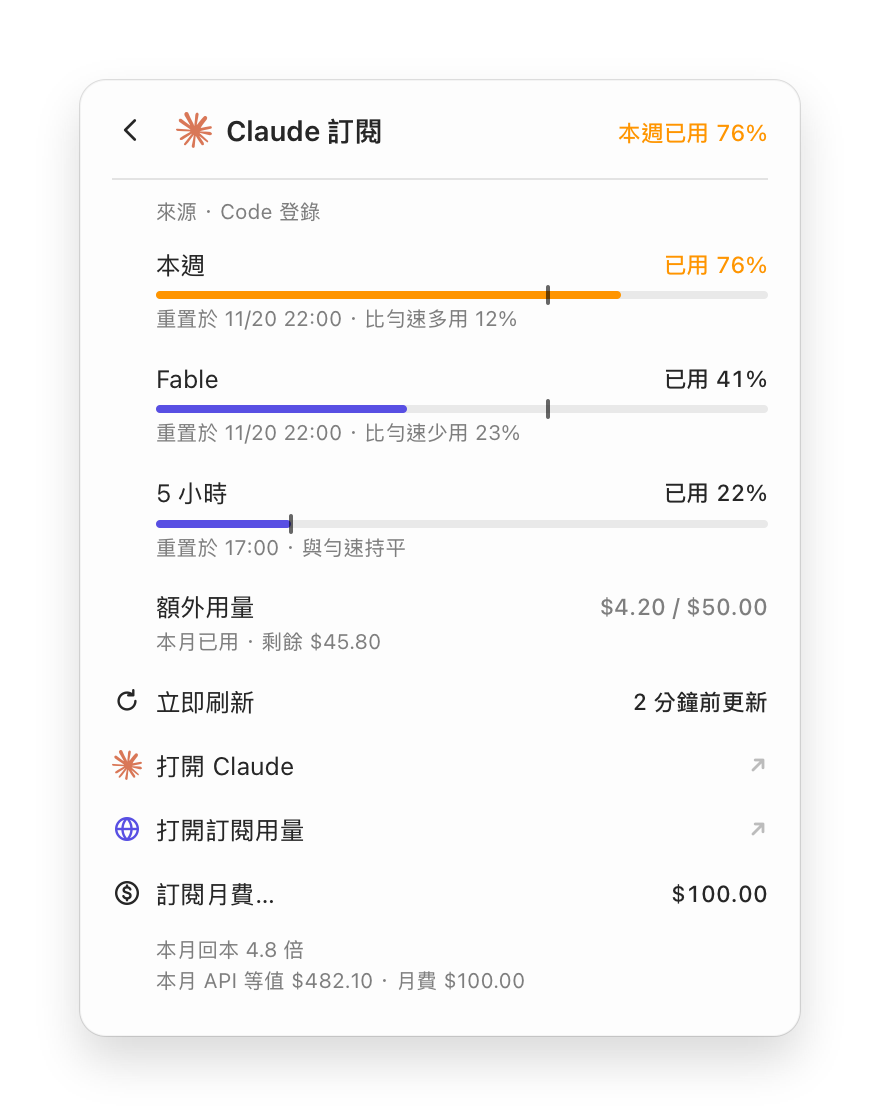 Claude 訂閱
本週已用 76%
來源 · Code 登錄
本週
已用 76%
重置於 11/20 22:00 · 比勻速多用 12%
Fable
已用 41%
重置於 11/20 22:00 · 比勻速少用 23%
5 小時
已用 22%
重置於 17:00 · 與勻速持平
額外用量
$4.20 / $50.00
本月已用 · 剩餘 $45.80
立即刷新
2 分鐘前更新
打開 Claude
打開訂閱用量
訂閱月費…
$100.00
本月回本 4.8 倍
本月 API 等值 $482.10 · 月費 $100.00